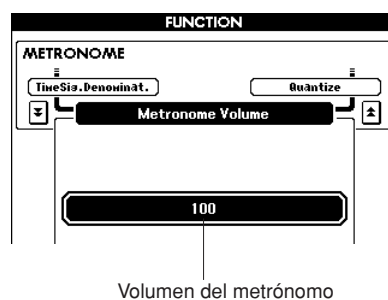 FUNCTION
METRONOME
TimeSig.Denominat.)
Quantize
Metronome Volume
100
Volumen del metrónomo